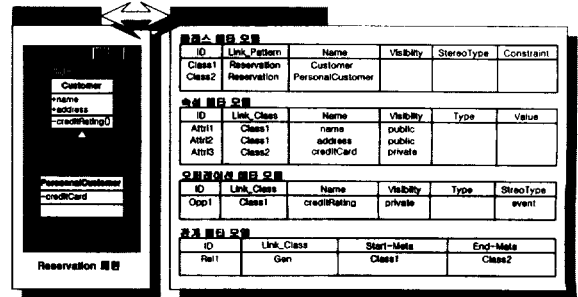 Customer
+name
+address
-creditRating()
PersonalCustomer
-creditCard
Reservation 패턴
클래스 메타 모델
ID Link_Pattern Name Visiblity StereoType Constraint
Class1 Reservation Customer
Class2 Reservation PersonalCustomer
속성 메타 모델
ID Link_Class Name Visiblity Type Value
Attri1 Class1 name public
Attri2 Class1 address public
Attri3 Class2 creditCard private
오퍼레이션 메타 모델
ID Link_Class Name Visiblity Type StreoType
Opp1 Class1 creditRating private event
관계 메타 모델
ID Link_Class Start-Meta End-Meta
Rel1 Gen Class1 Class2